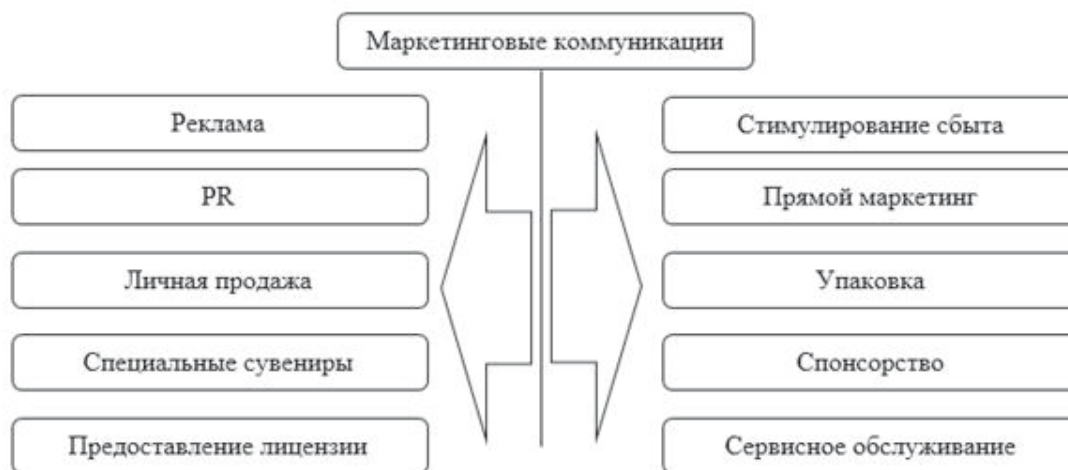 Маркетинговые коммуникации
Реклама
PR
Личная продажа
Специальные сувениры
Предоставление лицензии
Стимулирование сбыта
Прямой маркетинг
Упаковка
Спонсорство
Сервисное обслуживание